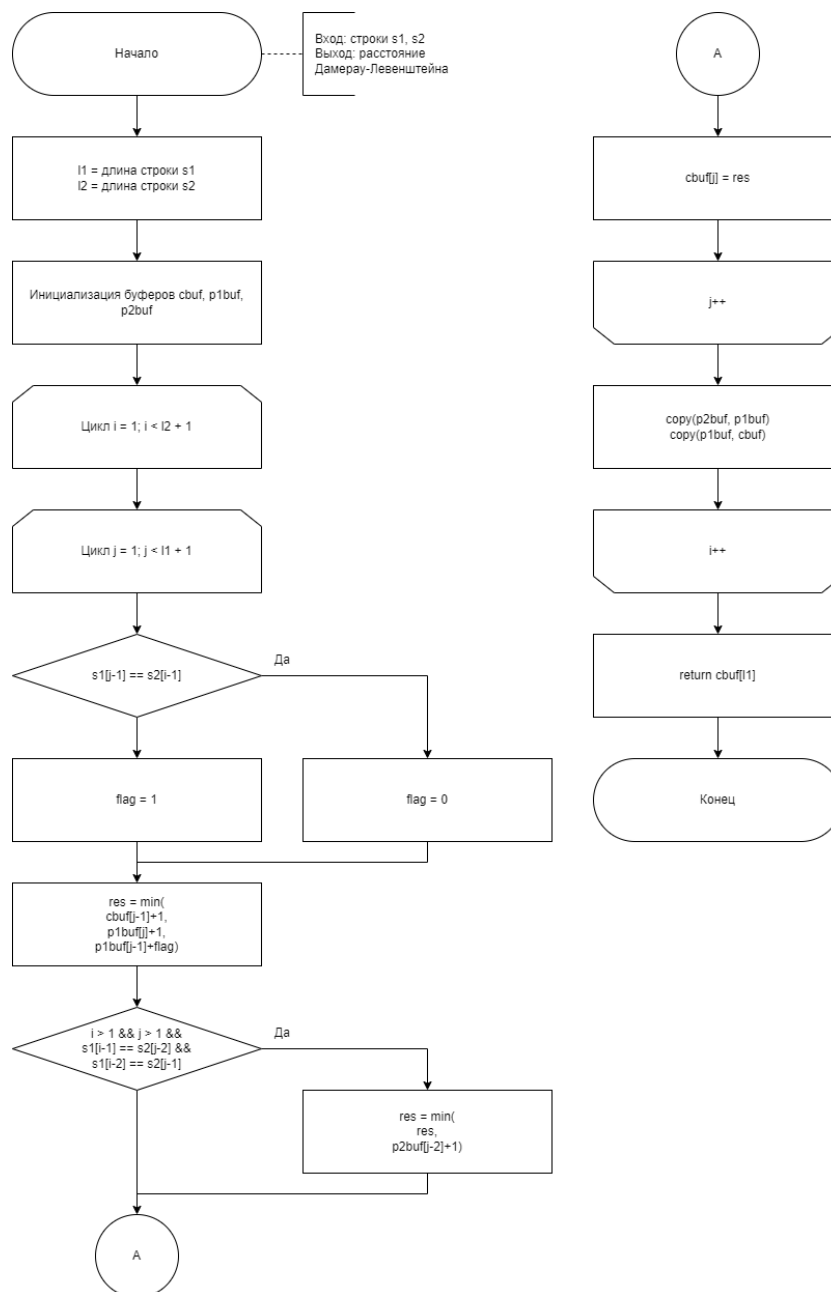 Начало
Вход: строки s1, s2
Выход: расстояние
Дамерау-Левенштейна
l1 = длина строки s1
l2 = длина строки s2
Инициализация буферов cbuf, p1buf,
p2buf
Цикл i = 1; i < l2 + 1
Цикл j = 1; j < l1 + 1
s1[j-1] == s2[i-1]
Да
flag = 1
flag = 0
res = min(
cbuf[j-1]+1,
p1buf[j]+1,
p1buf[j-1]+flag)
i > 1 && j > 1 &&
s1[i-1] == s2[j-2] &&
s1[i-2] == s2[j-1]
Да
res = min(
res,
p2buf[j-2]+1)
A
A
cbuf[j] = res
j++
copy(p2buf, p1buf)
copy(p1buf, cbuf)
i++
return cbuf[l1]
Конец